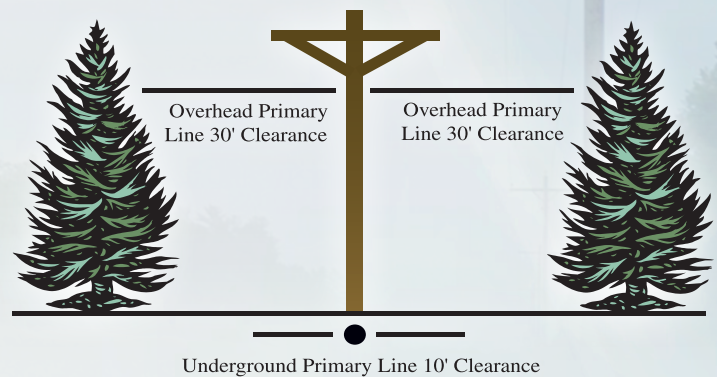 Overhead Primary
Line 30' Clearance
Overhead Primary
Line 30' Clearance
Underground Primary Line 10' Clearance